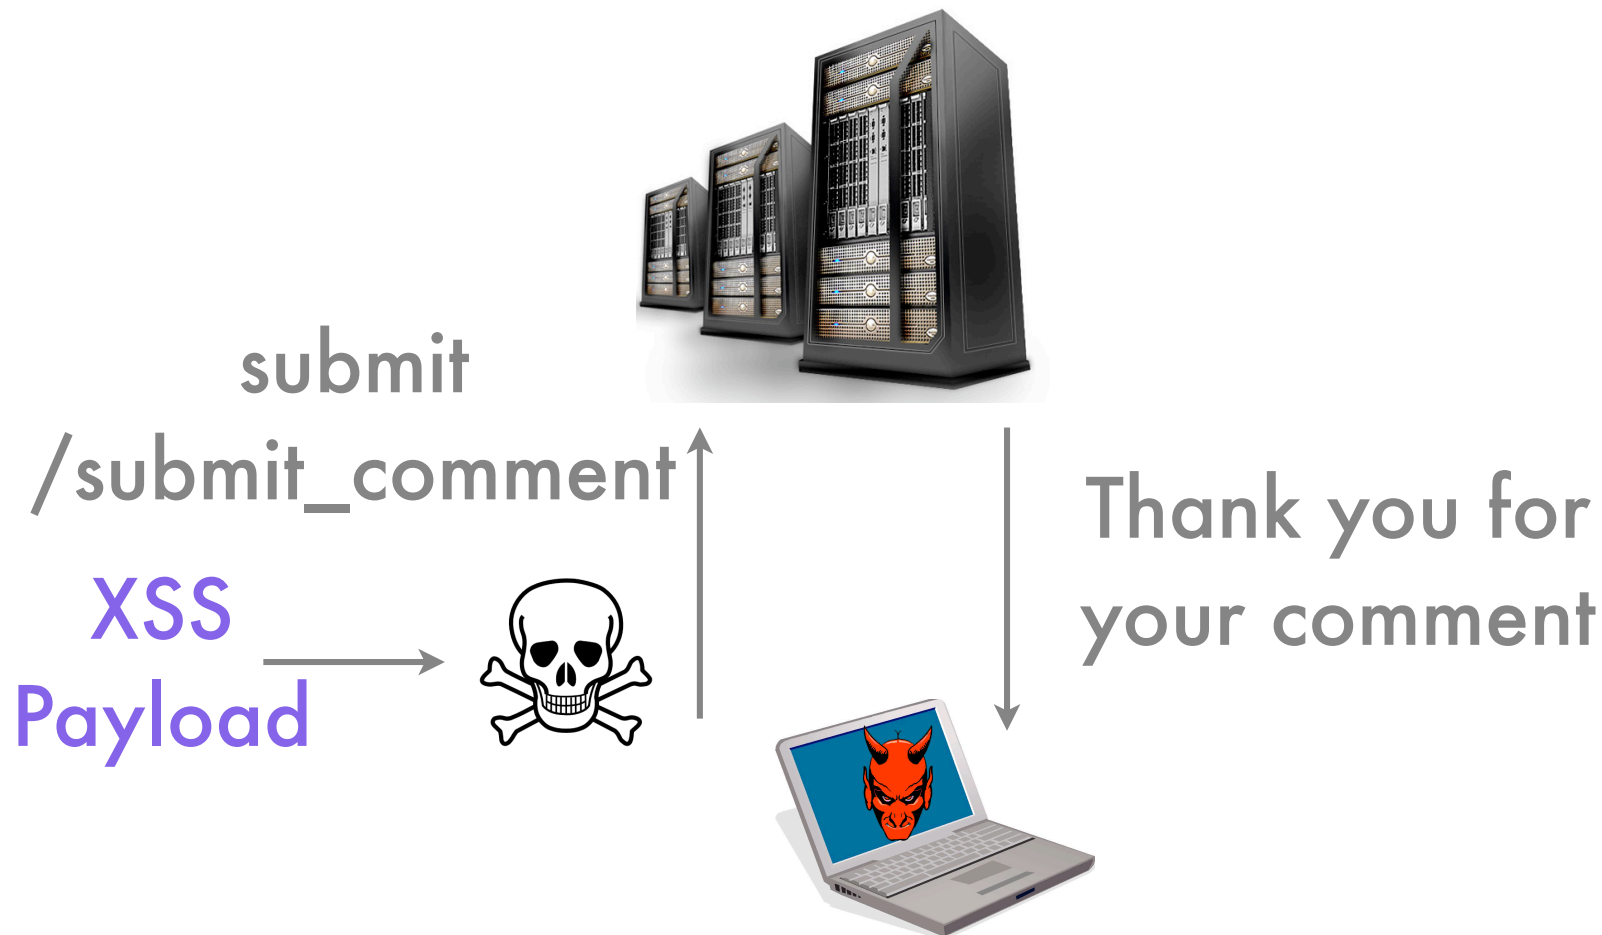 submit
/submit_comment
XSS
Payload
Thank you for
your comment